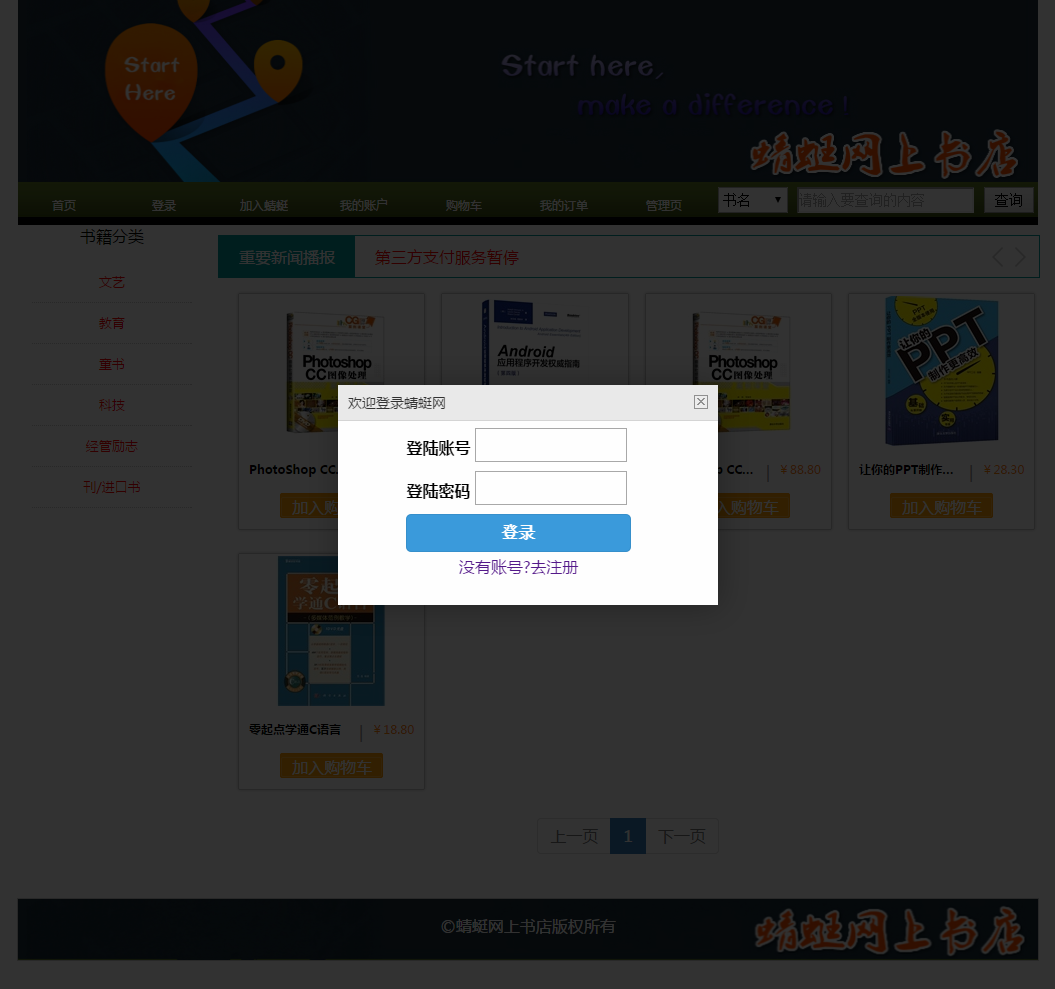 Start
Here
Start here,
make a difference !
蜻蜓网上书店
首页 登录 加入蜻蜓 我的账户 购物车 我的订单 管理页 书名 请输入要查询的内容 查询
书籍分类
文艺
教育
童书
科技
经管励志
刊/进口书
重要新闻播报 第三方支付服务暂停
Photoshop
CC图像处理
Android
应用程序开发权威指南
Photoshop
CC图像处理
让你的
PPT
制作更高效
PhotoShop CC.
CC... ￥88.80
让你的PPT制作... ￥28.30
加入购
入购物车
加入购物车
欢迎登录蜻蜓网
登陆账号
登陆密码
登录
没有账号?去注册
零起
学通C
零起点学通C语言 ￥18.80
加入购物车
上一页 1 下一页
©蜻蜓网上书店版权所有
蜻蜓网上书店